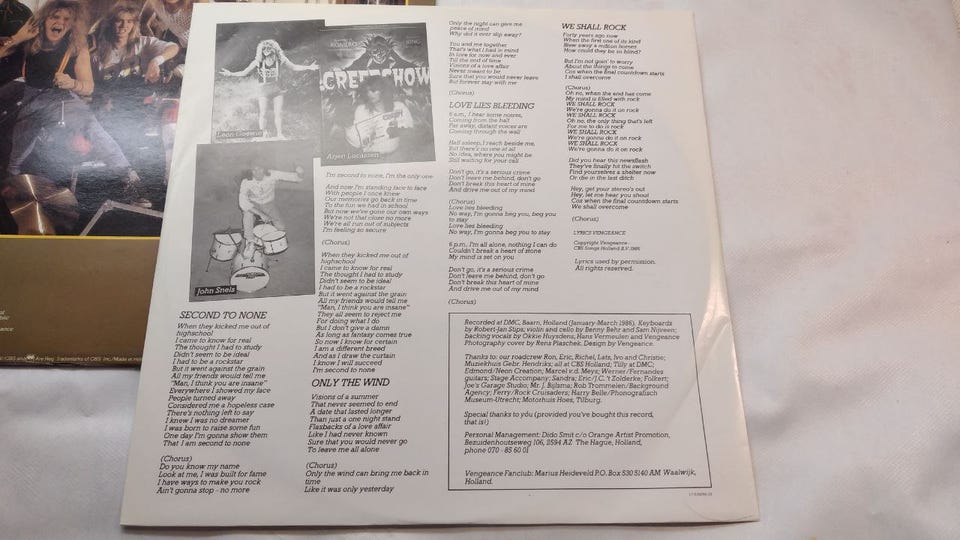 CREEPSHOW
Leon Goewie
Arjen Lucassen
John Snels
SECOND TO NONE
When they kicked me out of
highschool
I came to know for real
The thought I had to study
Didn't seem to be ideal
I had to be a rockstar
But it went against the grain
All my friends would tell me
"Man, I think you are insane"
Everywhere I showed my face
People turned away
Considered me a hopeless case
There's nothing left to say
I knew I was no dreamer
I was born to raise some fun
One day I'm gonna show them
That I am second to none
(Chorus)
Do you know my name
Look at me, I was built for fame
I have ways to make you rock
Ain't gonna stop - no more
I'm second to none, I'm the only one
And now I'm standing face to face
With people I once knew
Our memories go back in time
To the fun we had in school
But now we've gone our own ways
We're not that close no more
We're all run out of subjects
I'm feeling so secure
(Chorus)
When they kicked me out of
highschool
I came to know for real
The thought I had to study
Didn't seem to be ideal
I had to be a rockstar
But it went against the grain
All my friends would tell me
"Man, I think you are insane"
They all seem to reject me
For doing what I do
But I don't give a damn
As long as fantasy comes true
So now I know for certain
I am a different breed
And as I draw the curtain
I know I will succeed
I'm second to none
ONLY THE WIND
Visions of a summer
That never seemed to end
A date that lasted longer
Than just a one night stand
Flasbacks of a love affair
Like I had never known
Sure that you would never go
To leave me all alone
(Chorus)
Only the wind can bring me back in
time
Like it was only yesterday
Only the night can give me
peace of mind
Why did it ever slip away?
You and me together
That's what I had in mind
In love for now and ever
Till the end of time
Visions of a love affair
Never meant to be
Sure that you would never leave
But forever stay with me
(Chorus)
LOVE LIES BLEEDING
6 a.m., I hear some noises,
Coming from the hall
Far away, distant voices are
Coming through the wall
Half asleep, I reach beside me,
But there's no one at all
No idea, where you might be
Still waiting for your call
Don't go, it's a serious crime
Don't leave me behind, don't go
Don't break this heart of mine
And drive me out of my mind
(Chorus)
Love lies bleeding
No way, I'm gonna beg you, beg you
to stay
Love lies bleeding
No way, I'm gonna beg you to stay
6 p.m. I'm all alone, nothing I can do
Couldn't break a heart of stone
My mind is set on you
Don't go, it's a serious crime
Don't leave me behind, don't go
Don't break this heart of mine
And drive me out of my mind
(Chorus)
WE SHALL ROCK
Forty years ago now
When the first one of its kind
Blew away a million homes
How could they be so blind?
But I'm not goin' to worry
About the things to come
Cos when the final countdown starts
I shall overcome
(Chorus)
Oh no, when the end has come
My mind is filled with rock
WE SHALL ROCK
We're gonna do it on rock
WE SHALL ROCK
Oh no, the only thing that's left
For me to do is rock
WE SHALL ROCK
We're gonna do it on rock
WE SHALL ROCK
We're gonna do it on rock
Did you hear this newsflash
They've finally hit the switch
Find yourselves a shelter now
Or die in the last ditch
Hey, get your stereo's out
Hey, let me hear you shout
Cos when the final countdown starts
We shall overcome
(Chorus)
LYRICS VENGEANCE
Copyright Vengeance
CBS Songs Holland B.V. 1986
Lyrics used by permission.
All rights reserved.
Recorded at DMC, Baarn, Holland (January-March 1986). Keyboards
by Robert-Jan Stips; violin and cello by Benny Behr and Sam Nijveen;
backing vocals by Okkie Huysdens, Hans Vermeulen and Vengeance
Photography cover by Rena Piaschek; Design by Vengeance.
Thanks to: our roadcrew Ron, Eric, Richel, Lats, Ivo and Christie;
Muziekhuis Gebr. Hendriks; all at CBS Holland; Tilly at DMC;
Edmond/Neon Creation; Marcel v.d. Meys; Werner/Fernandes
guitars; Stage Accompany; Sandra; Eric/J.C. 't Zolderke; Folkert;
Joe's Garage Studio; Mr. J. Bijlsma; Rob Trommelen/Background
Agency; Ferry/Rock Cruisaders; Harry Belle/Phonografisch
Museum-Utrecht; Motorhuis Hoes, Tilburg.
Special thanks to you (provided you've bought this record,
that is!)
Personal Management: Dido Smit c/o Orange Artist Promotion,
Bezuidenhoutseweg 106, 2594 AZ The Hague, Holland,
phone 070 - 85 60 01
Vengeance Fanclub: Marius Heideveld P.O. Box 530 5140 AM Waalwijk,
Holland.